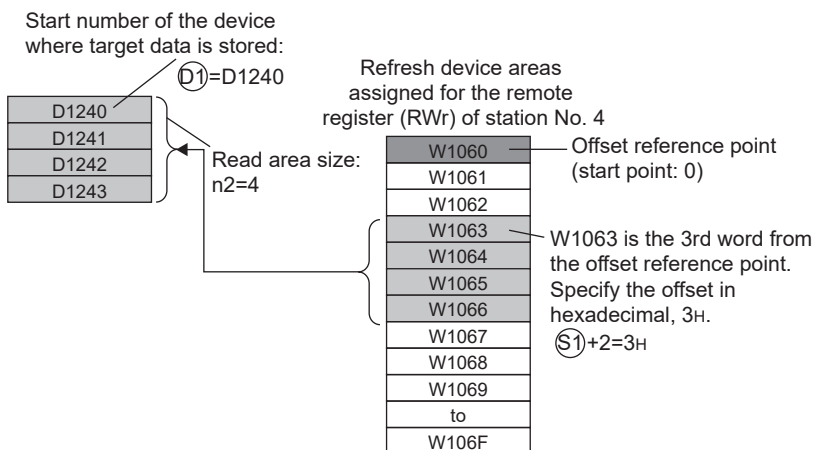 Start number of the device
where target data is stored:
D1=D1240
D1240
D1241
D1242
D1243
Read area size:
n2=4
Refresh device areas
assigned for the remote
register (RWr) of station No. 4
W1060
W1061
W1062
W1063
W1064
W1065
W1066
W1067
W1068
W1069
to
W106F
Offset reference point
(start point: 0)
W1063 is the 3rd word from
the offset reference point.
Specify the offset in
hexadecimal, 3H.
S1+2=3H